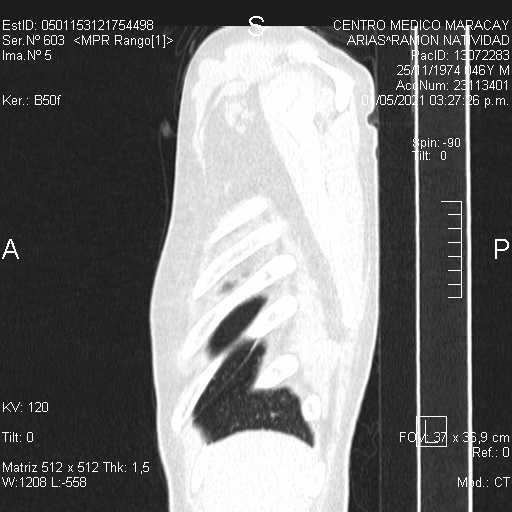 S
EstID: 0501153121754498
Ser.Nº 603 <MPR Rango[1]>
Ima.Nº 5
Ker.: B50f
CENTRO MEDICO MARACAY
ARIAS^RAMON NATIVIDAD
PacID: 13072283
25/11/1974 046Y M
AccNum: 23113401
01/05/2021 03:27:26 p.m.
Spin: -90
Tilt: 0
A
P
KV: 120
Tilt: 0
Matriz 512 x 512 Thk: 1,5
W:1208 L:-558
L
FOV: 37 x 36,9 cm
Ref.: 0
Mod.: CT